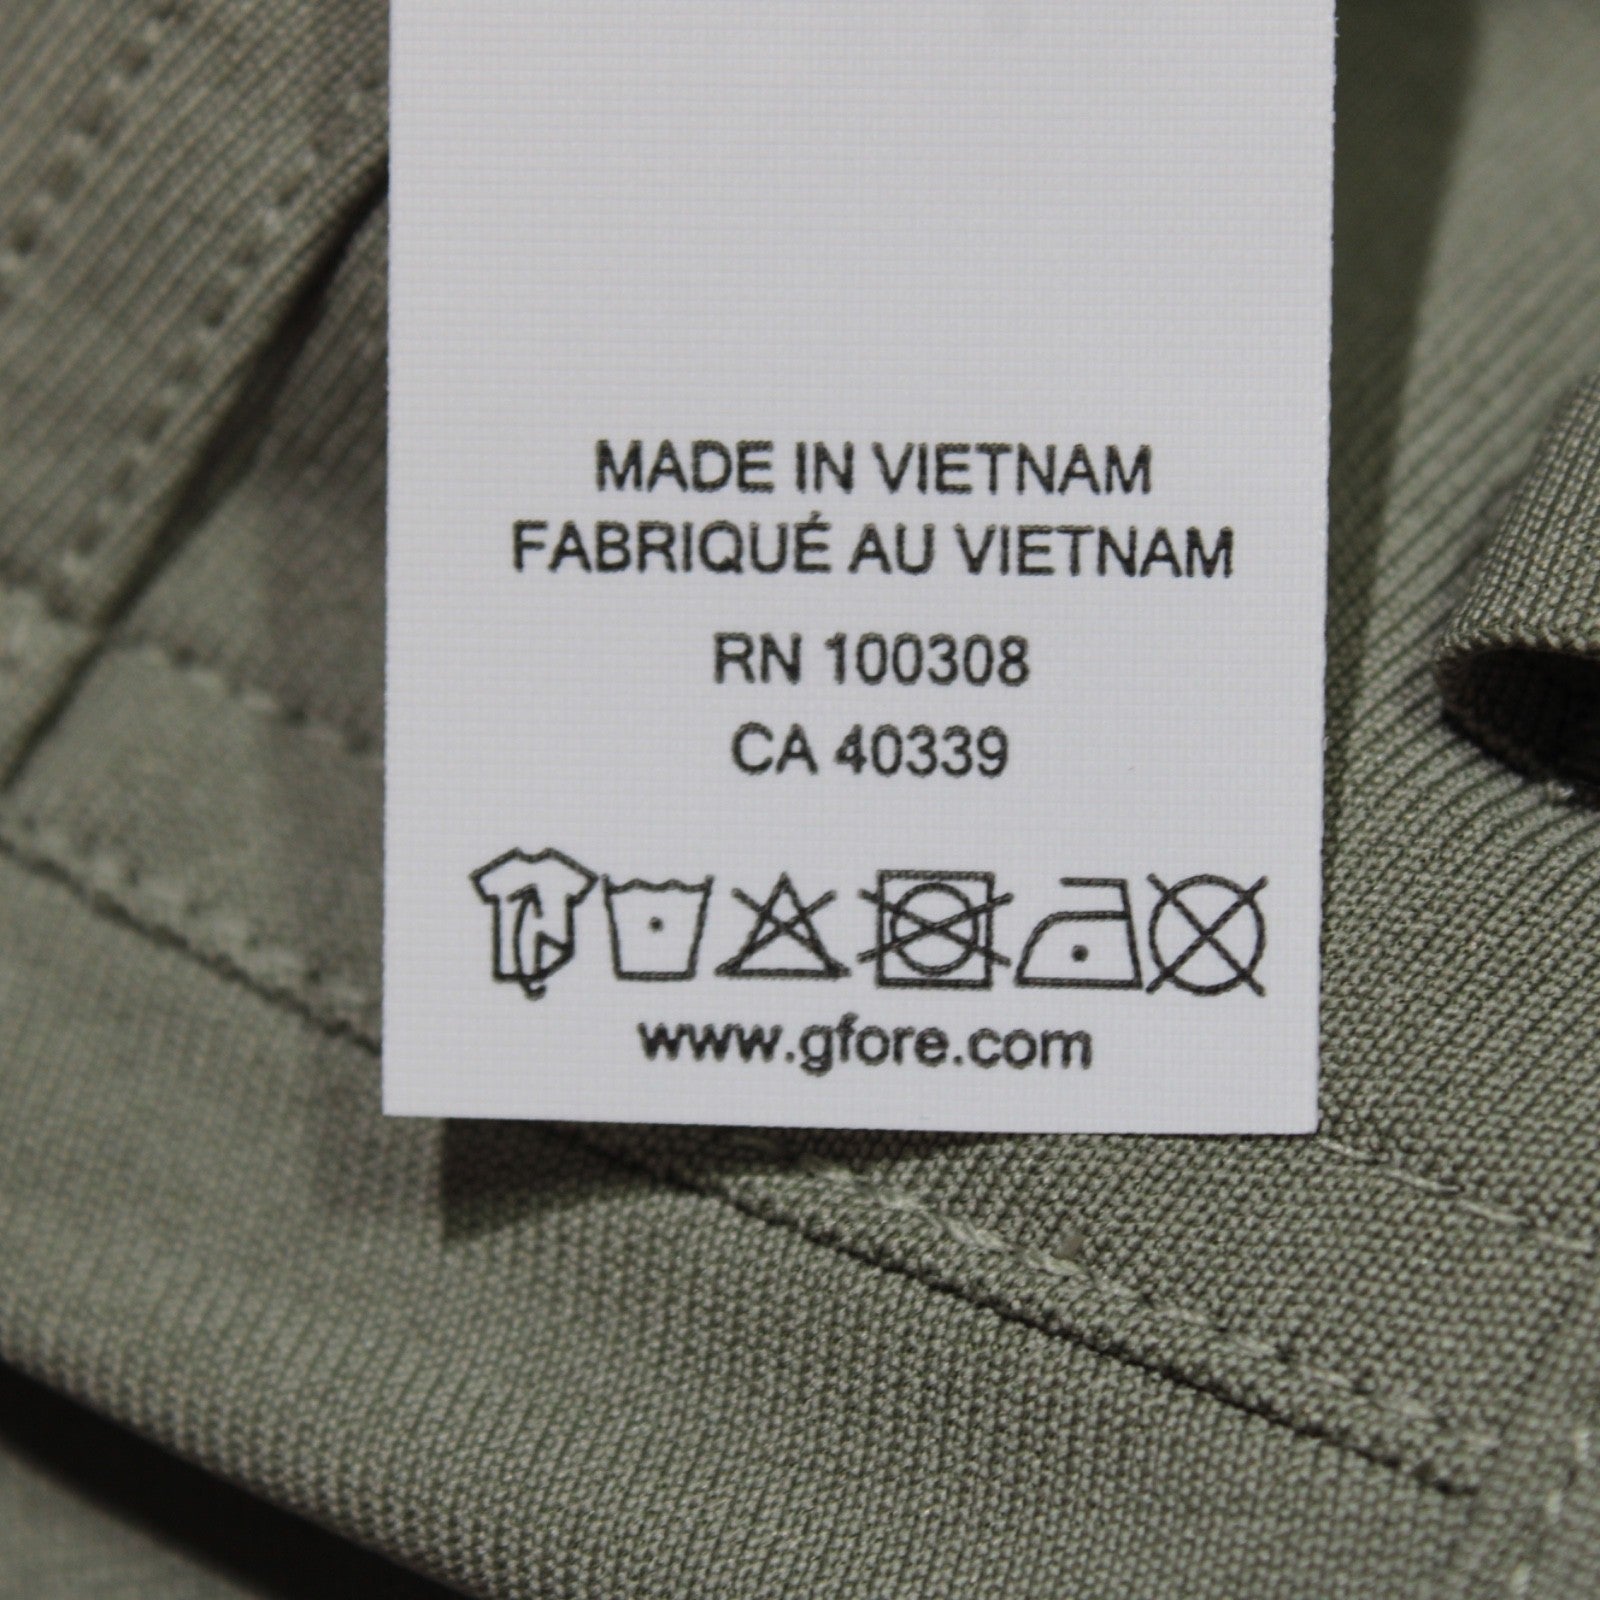 MADE IN VIETNAM
FABRIQUÉ AU VIETNAM
RN 100308
CA 40339
www.gfore.com